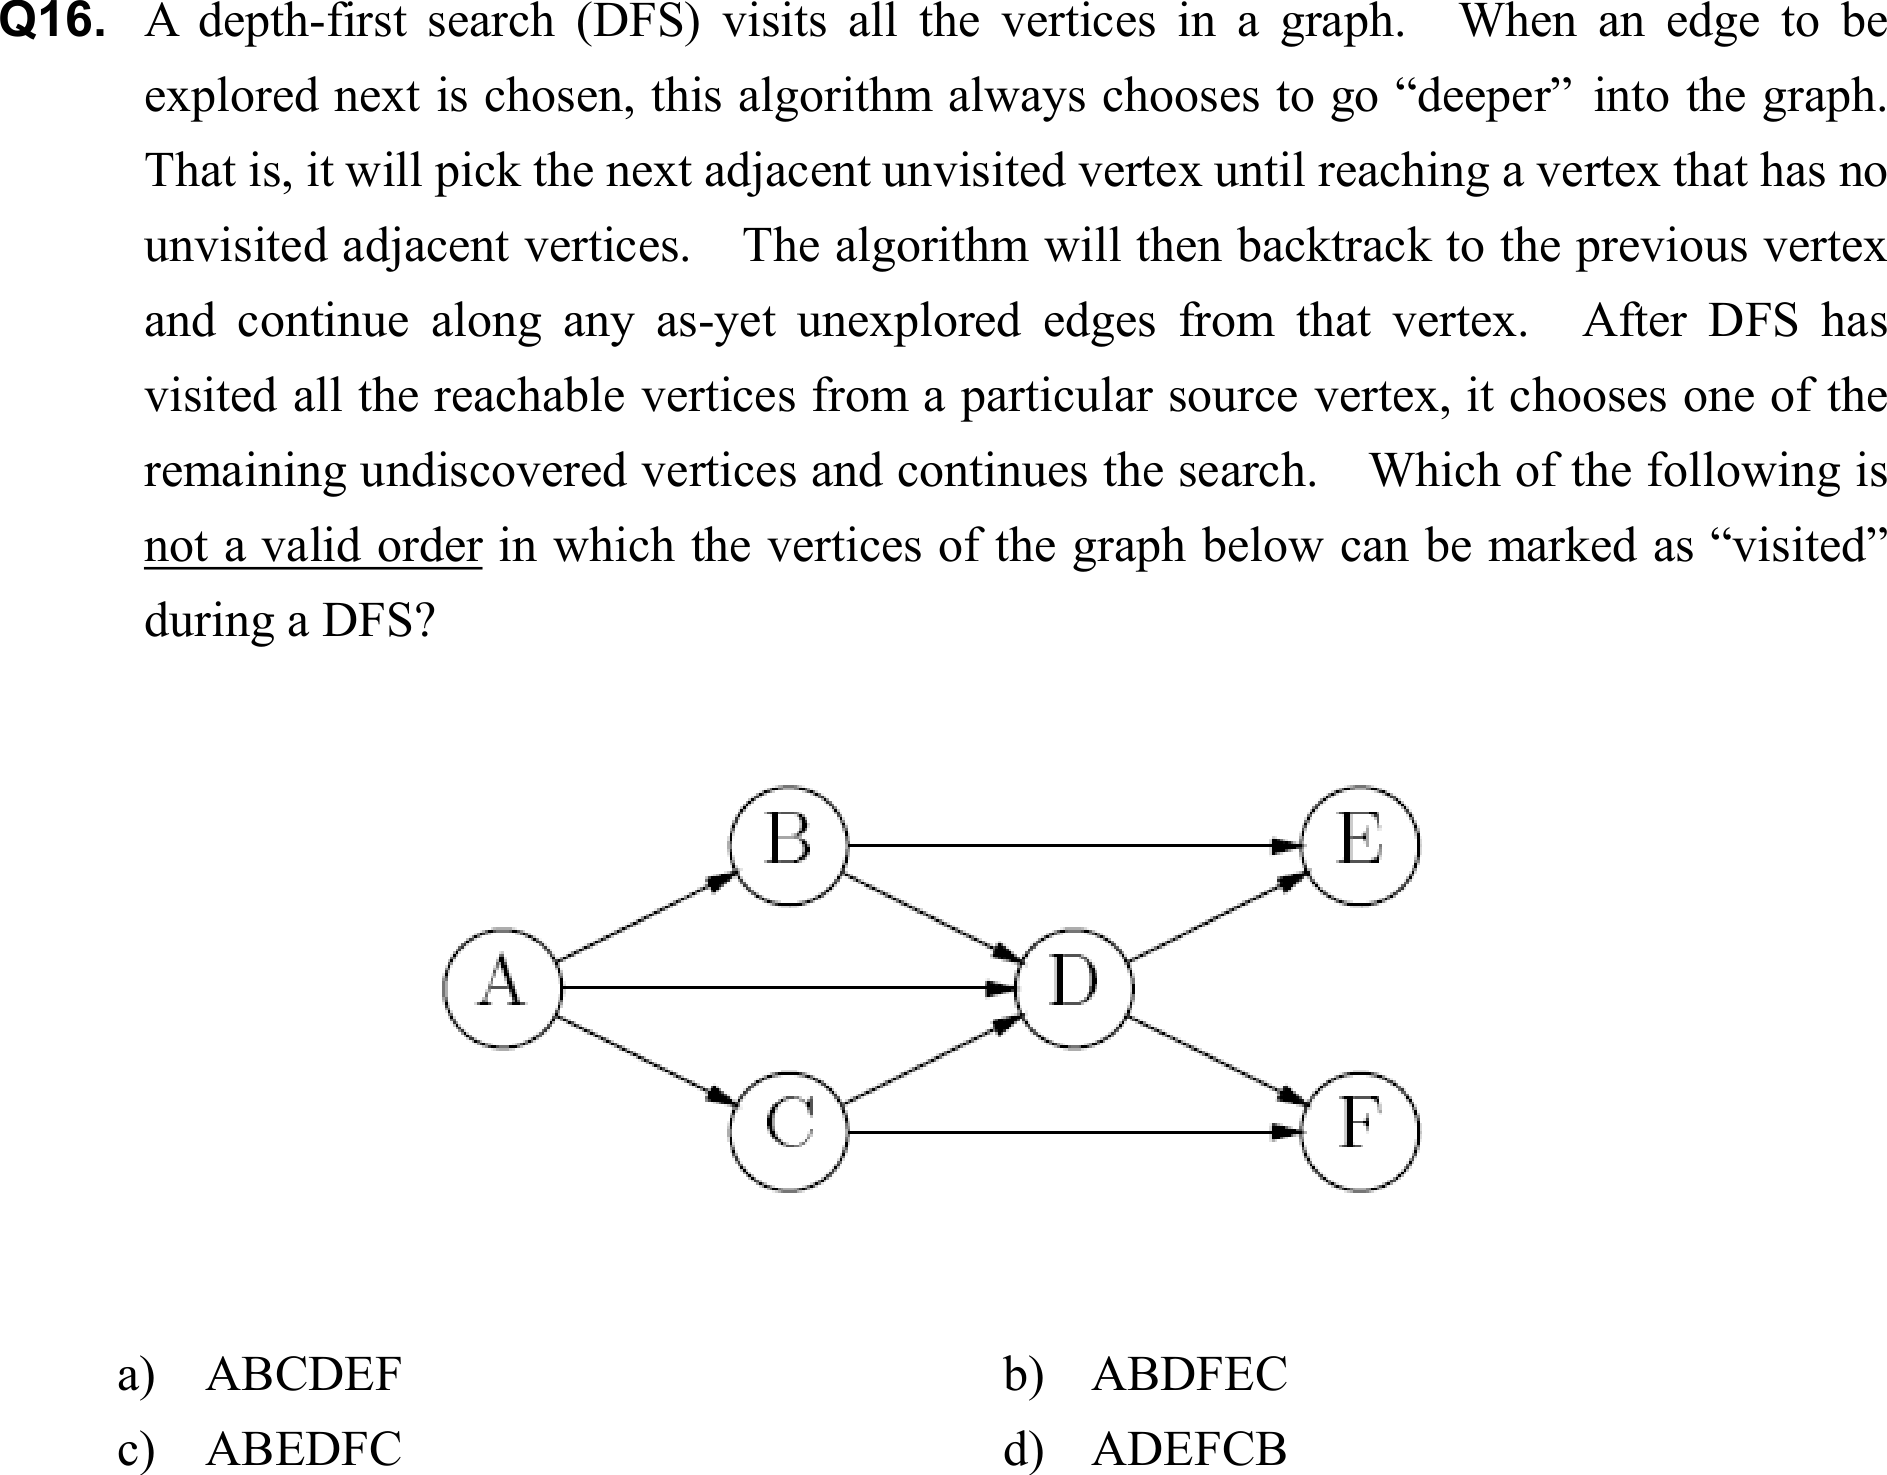 Q16. A depth-first search (DFS) visits all the vertices in a graph. When an edge to be
explored next is chosen, this algorithm always chooses to go “deeper” into the graph.
That is, it will pick the next adjacent unvisited vertex until reaching a vertex that has no
unvisited adjacent vertices. The algorithm will then backtrack to the previous vertex
and continue along any as-yet unexplored edges from that vertex. After DFS has
visited all the reachable vertices from a particular source vertex, it chooses one of the
remaining undiscovered vertices and continues the search. Which of the following is
not a valid order in which the vertices of the graph below can be marked as “visited”
during a DFS?
B E
A D
C F
a) ABCDEF b) ABDFEC
c) ABEDFC d) ADEFCB